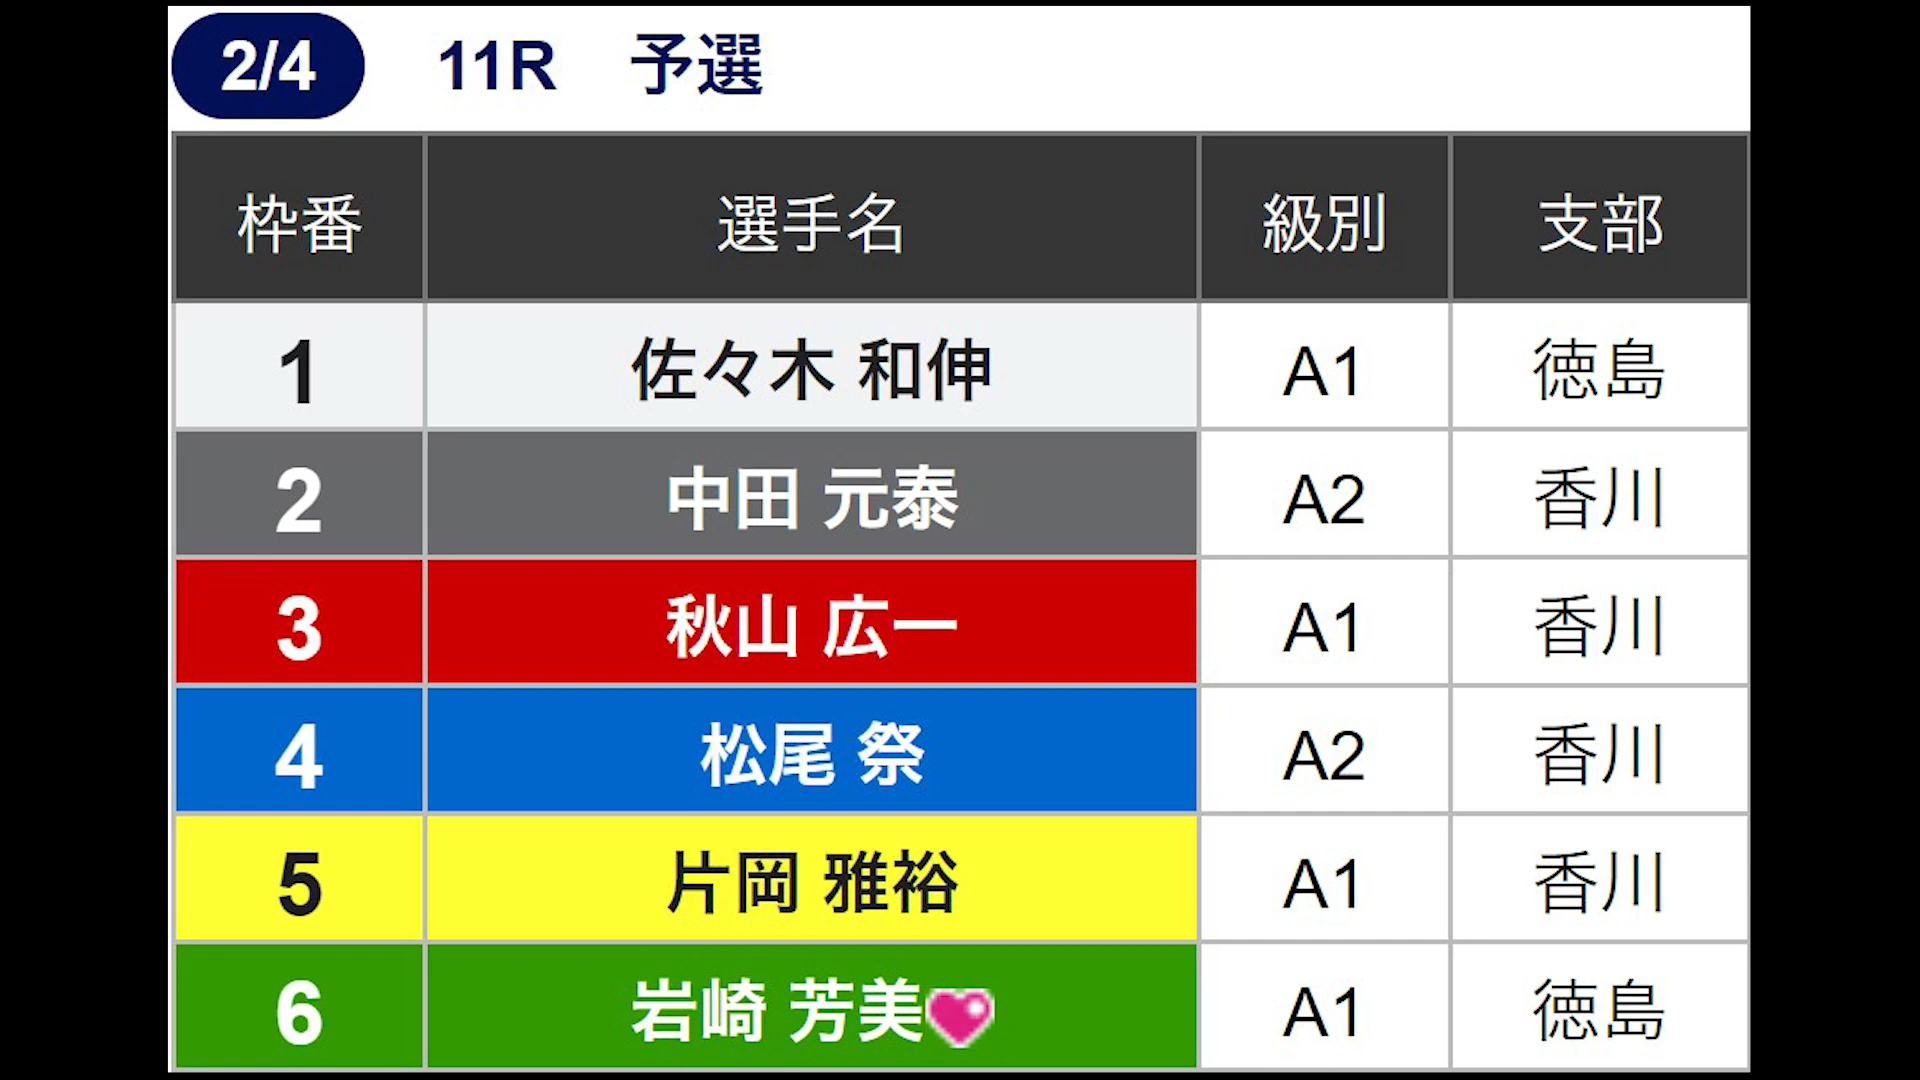 2/4 11R 予選
枠番 選手名 級別 支部
1 佐々木 和伸 A1 徳島
2 中田 元泰 A2 香川
3 秋山 広一 A1 香川
4 松尾 祭 A2 香川
5 片岡 雅裕 A1 香川
6 岩崎 芳美 A1 徳島